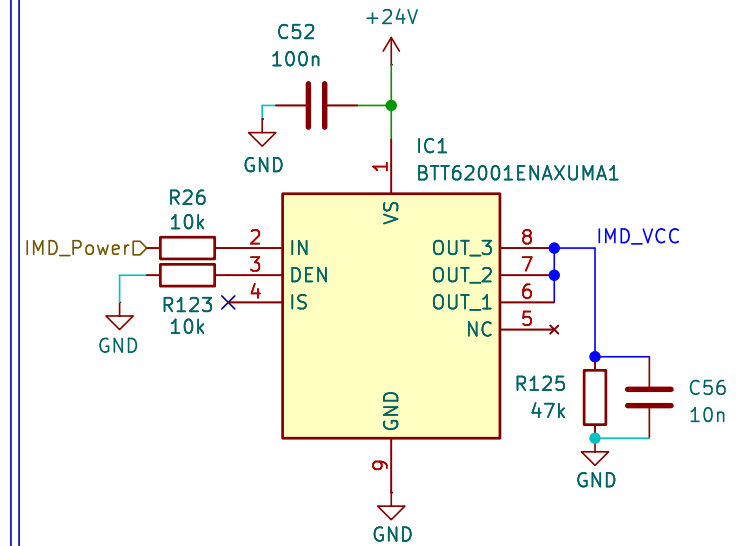 +24V
C52
100n
GND
IC1
BTT62001ENAXUMA1
1
VS
R26
10k
IMD_Power
2
IN
3
DEN
4
IS
R123
10k
GND
OUT_3
8
IMD_VCC
OUT_2
7
OUT_1
6
NC
5
R125
47k
C56
10n
GND
GND
9
GND